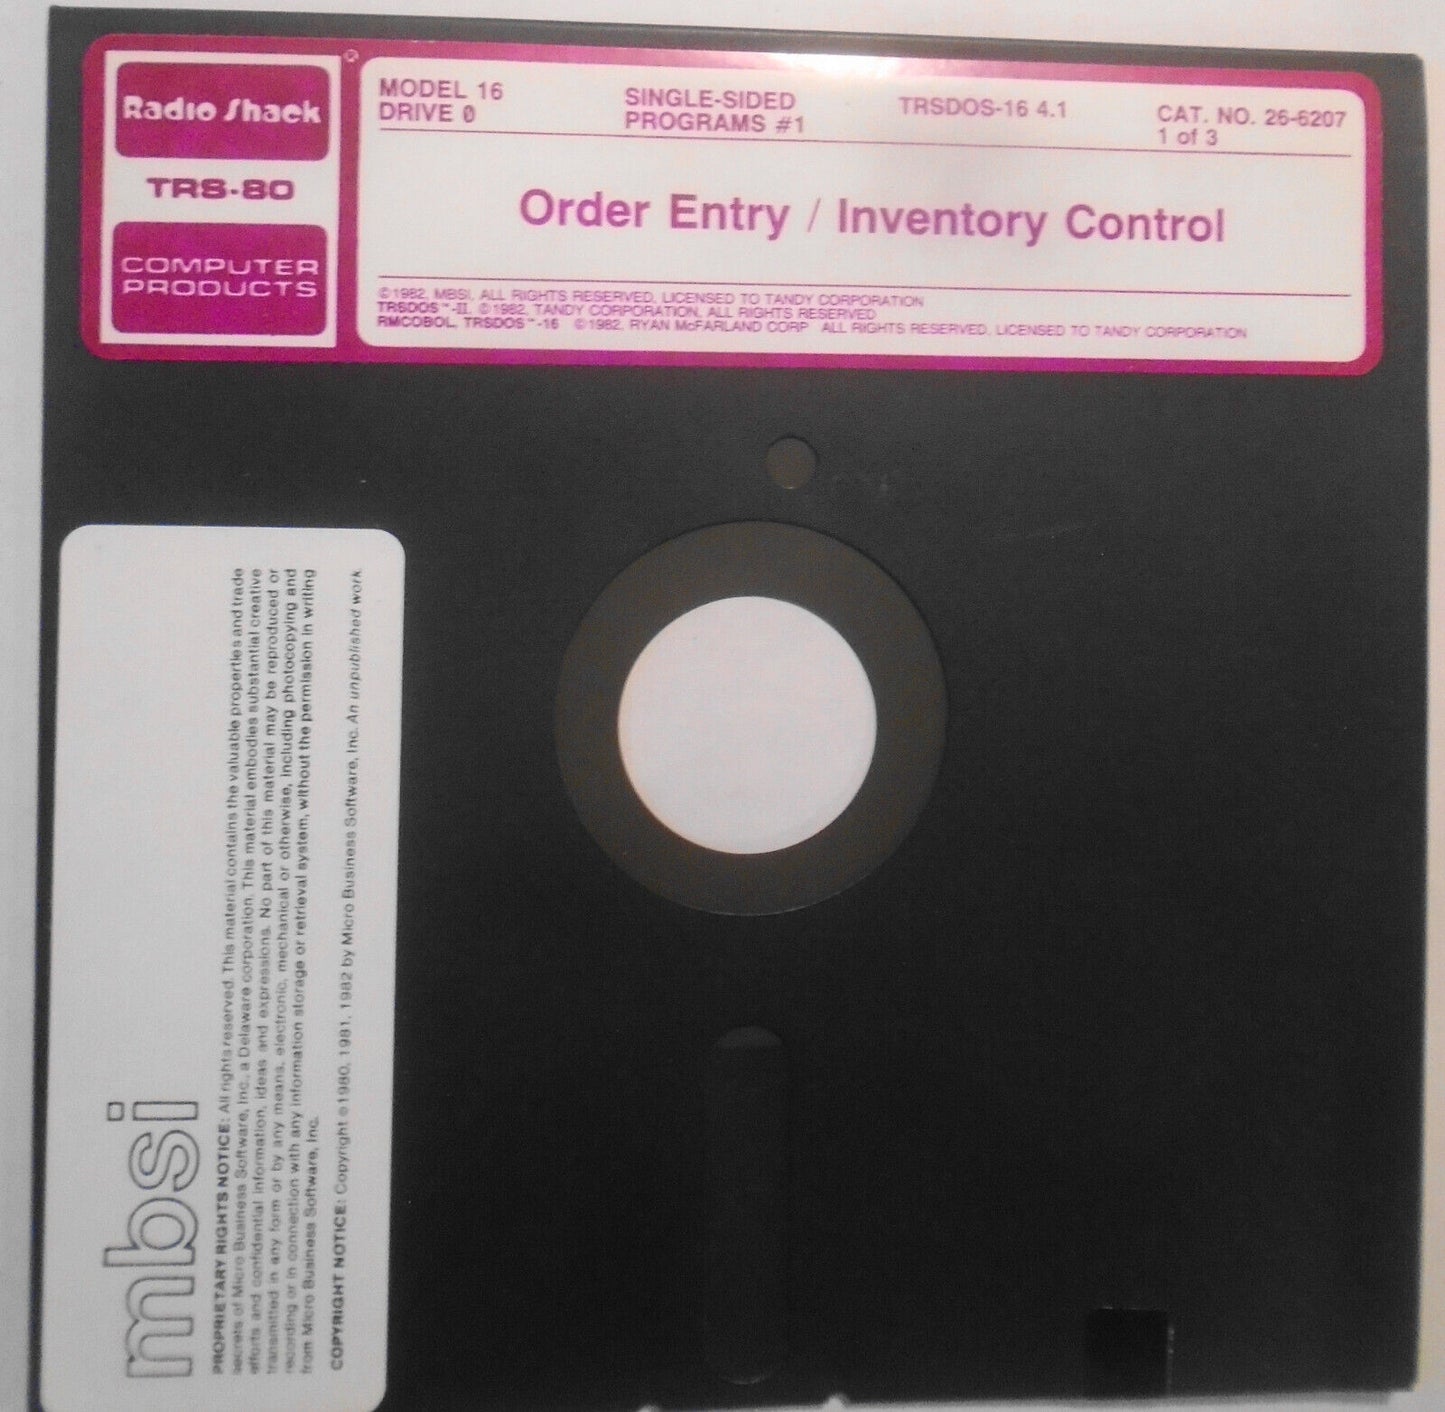 Radio Shack
®
TRS-80
COMPUTER
PRODUCTS
MODEL 16
DRIVE 0
SINGLE-SIDED
PROGRAMS #1
TRSDOS-16 4.1
CAT. NO. 26-6207
1 of 3
Order Entry / Inventory Control
©1982, MBSI, ALL RIGHTS RESERVED, LICENSED TO TANDY CORPORATION
TRSDOS™-II, ©1982, TANDY CORPORATION, ALL RIGHTS RESERVED
RMCOBOL, TRSDOS™-16 ©1982, RYAN McFARLAND CORP ALL RIGHTS RESERVED, LICENSED TO TANDY CORPORATION
mbsi
PROPRIETARY RIGHTS NOTICE: All rights reserved. This material contains the valuable properties and trade
secrets of Micro Business Software, Inc., a Delaware corporation. This material embodies substantial creative
efforts and confidential information, ideas and expressions. No part of this material may be reproduced or
transmitted in any form or by any means, electronic, mechanical or otherwise, including photocopying and
recording or in connection with any information storage or retrieval system, without the permission in writing
from Micro Business Software, Inc.
COPYRIGHT NOTICE: Copyright ©1980, 1981, 1982 by Micro Business Software, Inc. An unpublished work.